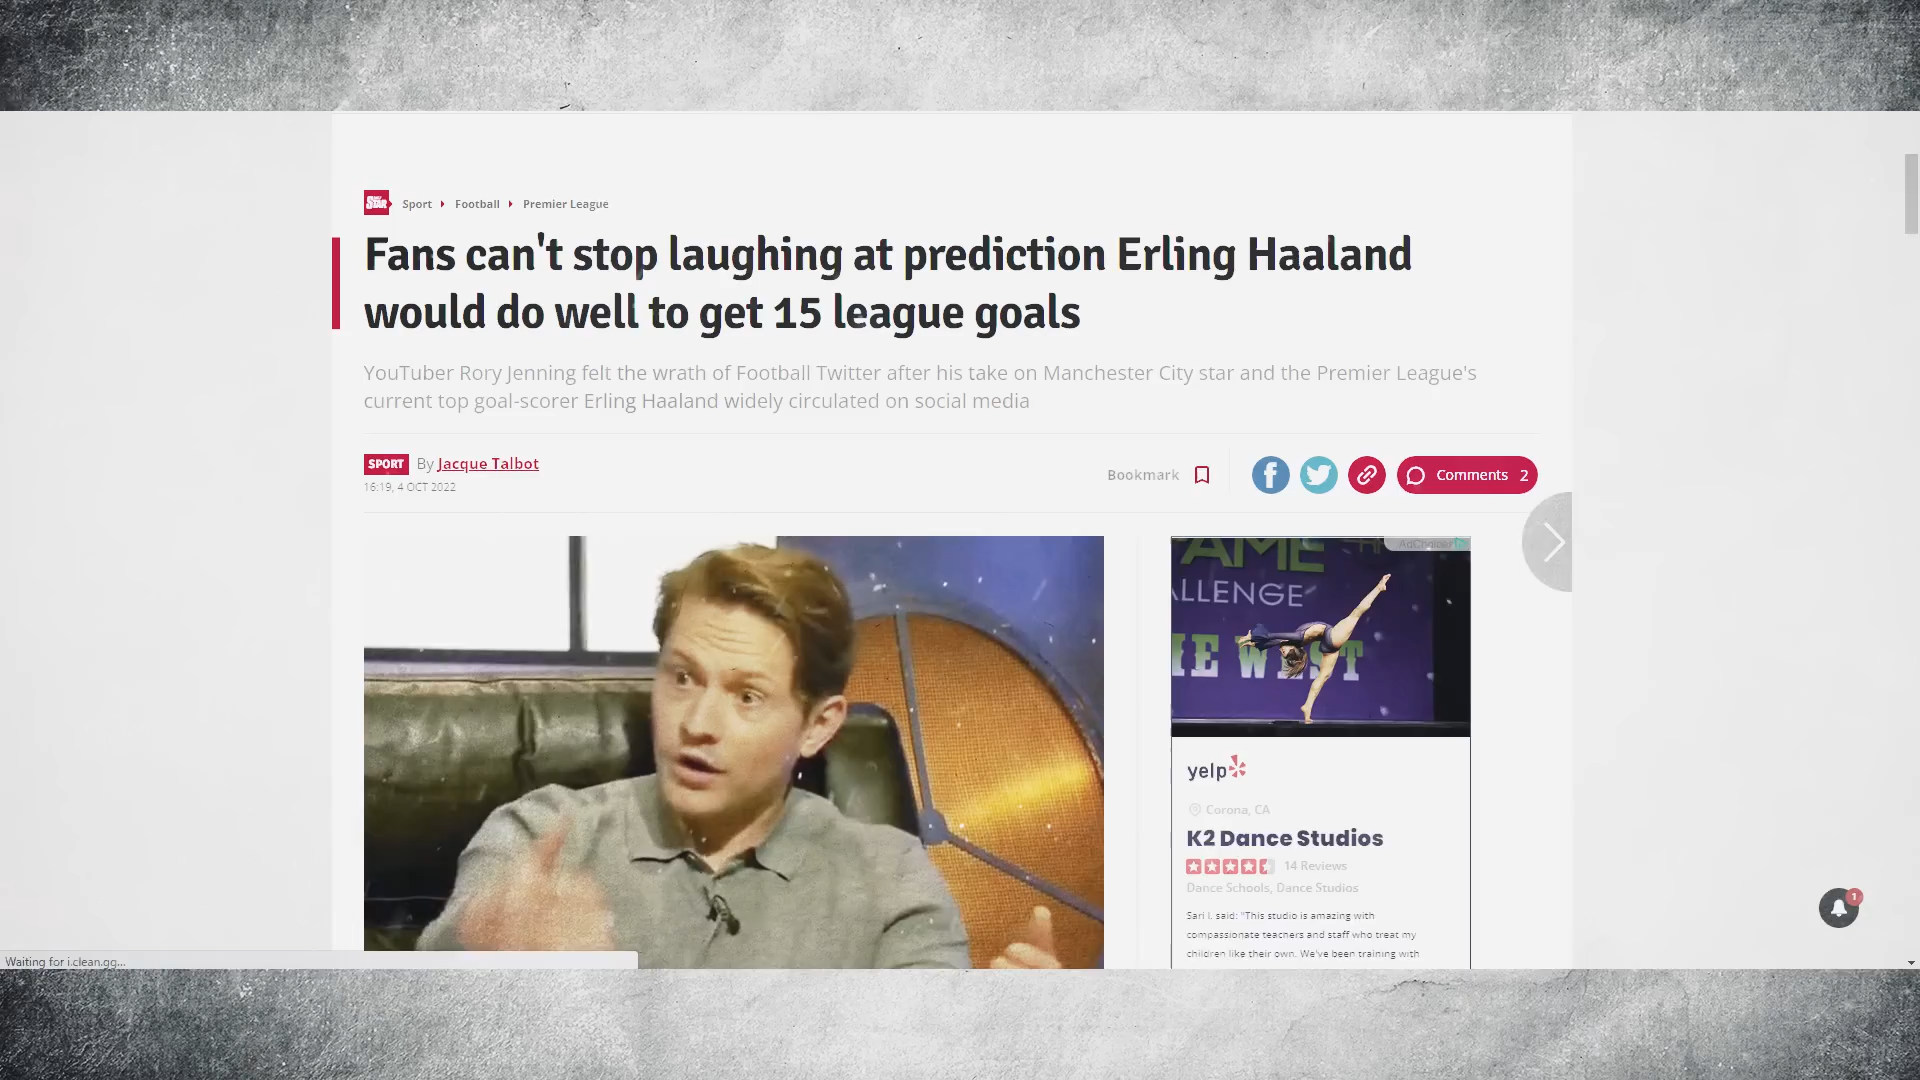 STAR
Sport Football Premier League
Fans can't stop laughing at prediction Erling Haaland
would do well to get 15 league goals
YouTuber Rory Jenning felt the wrath of Football Twitter after his take on Manchester City star and the Premier League's
current top goal-scorer Erling Haaland widely circulated on social media
SPORT By Jacque Talbot
16:19, 4 OCT 2022
Bookmark
Comments 2
AdChoices
AME
LLENGE
HE W ST
yelp
Corona, CA
K2 Dance Studios
14 Reviews
Dance Schools, Dance Studios
Sari I. said: "This studio is amazing with
compassionate teachers and staff who treat my
children like their own. We've been training with
1
Waiting for i.clean.gg...